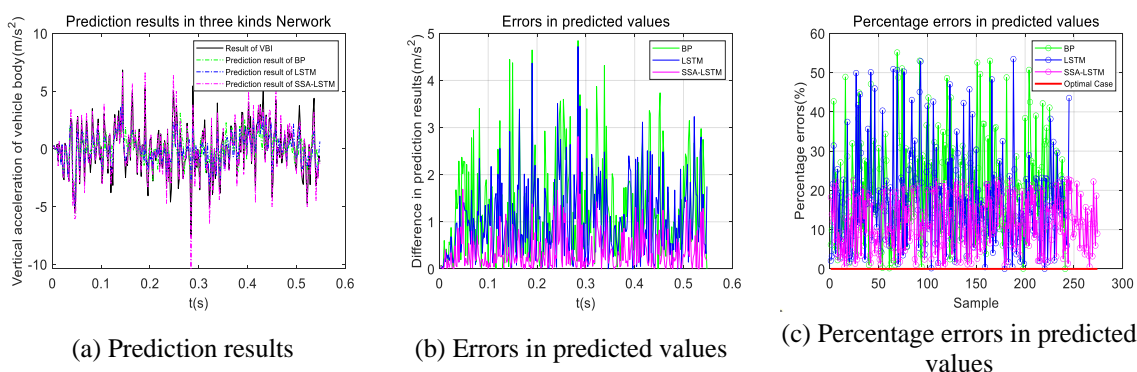 Prediction results in three kinds Nerwork
Vertical acceleration of vehicle body(m/s²)
10
5
0
-5
-10
0
0.1
0.2
0.3
0.4
0.5
0.6
t(s)
Result of VBI
Prediction result of BP
Prediction result of LSTM
Prediction result of SSA-LSTM
(a) Prediction results
Errors in predicted values
Difference in prediction results(m/s²)
5
4
3
2
1
0
0
0.1
0.2
0.3
0.4
0.5
0.6
t(s)
BP
LSTM
SSA-LSTM
(b) Errors in predicted values
Percentage errors in predicted values
Percentage errors(%)
60
50
40
30
20
10
0
0
50
100
150
200
250
300
Sample
BP
LSTM
SSA-LSTM
Optimal Case
(c) Percentage errors in predicted
values